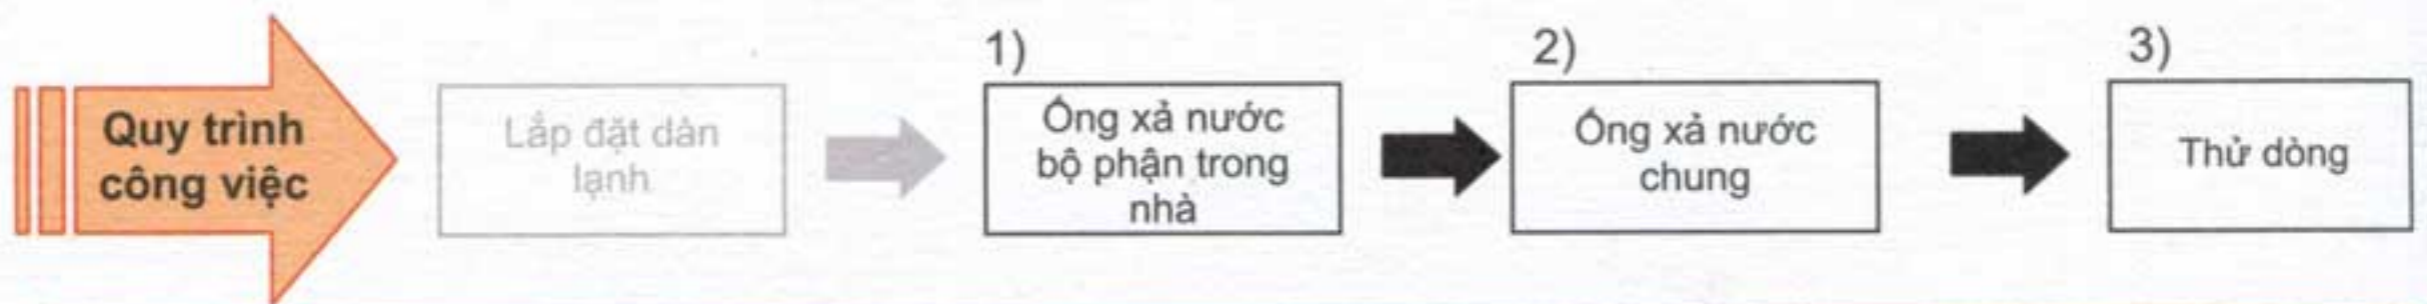 Quy trình
công việc
Lắp đặt dàn
lạnh
1)
Ống xả nước
bộ phận trong
nhà
2)
Ống xả nước
chung
3)
Thử dòng